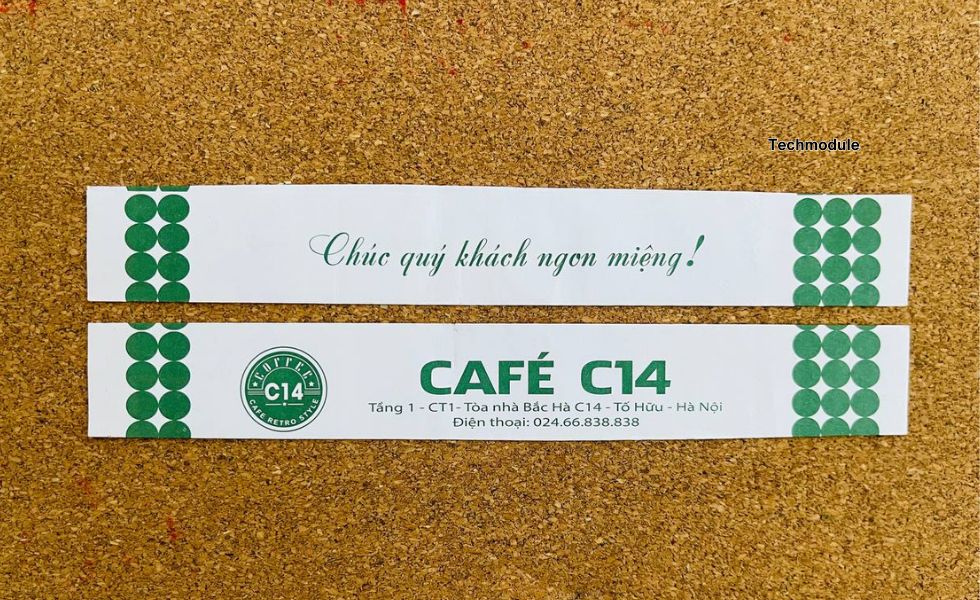 Techmodule
Chúc quý khách ngon miệng!
COFFEE
C14
CAFE RETRO STYLE
CAFÉ C14
Tầng 1 - CT1- Tòa nhà Bắc Hà C14 - Tố Hữu - Hà Nội
Điện thoại: 024.66.838.838